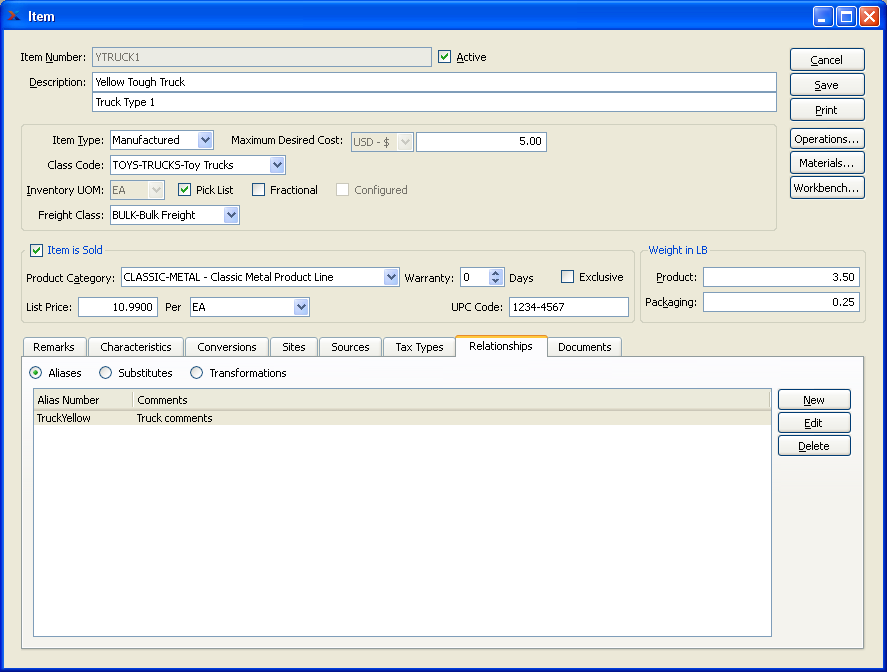 Item
Item Number: YTRUCK1 Active
Cancel
Description: Yellow Tough Truck
Save
Truck Type 1
Print
Item Type: Manufactured Maximum Desired Cost: USD - $ 5.00
Operations...
Class Code: TOYS-TRUCKS-Toy Trucks
Materials...
Inventory UOM: EA Pick List Fractional Configured
Workbench...
Freight Class: BULK-Bulk Freight
Item is Sold
Weight in LB
Product Category: CLASSIC-METAL - Classic Metal Product Line Warranty: 0 Days Exclusive
Product: 3.50
List Price: 10.9900 Per EA UPC Code: 1234-4567
Packaging: 0.25
Remarks Characteristics Conversions Sites Sources Tax Types Relationships Documents
Aliases Substitutes Transformations
Alias Number Comments
New
TruckYellow Truck comments
Edit
Delete